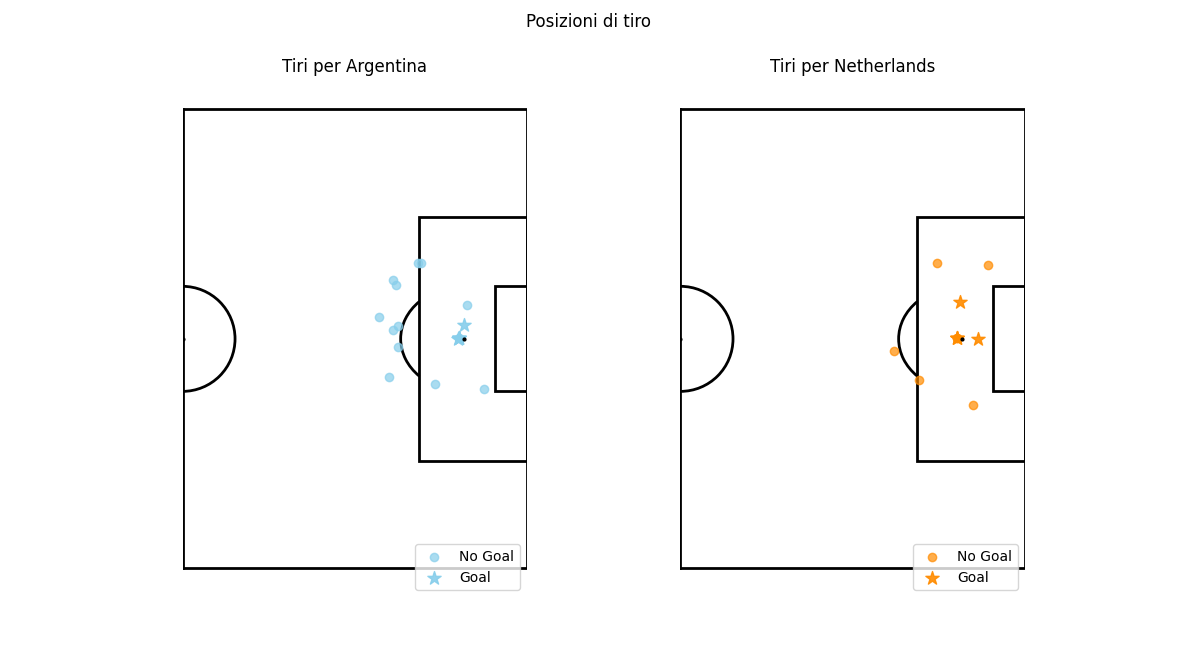 Posizioni di tiro
Tiri per Argentina
Tiri per Netherlands
No Goal
Goal
No Goal
Goal